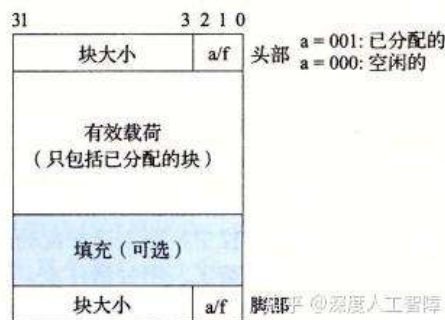 31 3 2 1 0
块大小 a/f 头部 a = 001: 已分配的
a = 000: 空闲的
有效载荷
(只包括已分配的块)
填充(可选)
块大小 a/f 脚部
@深度人工智障